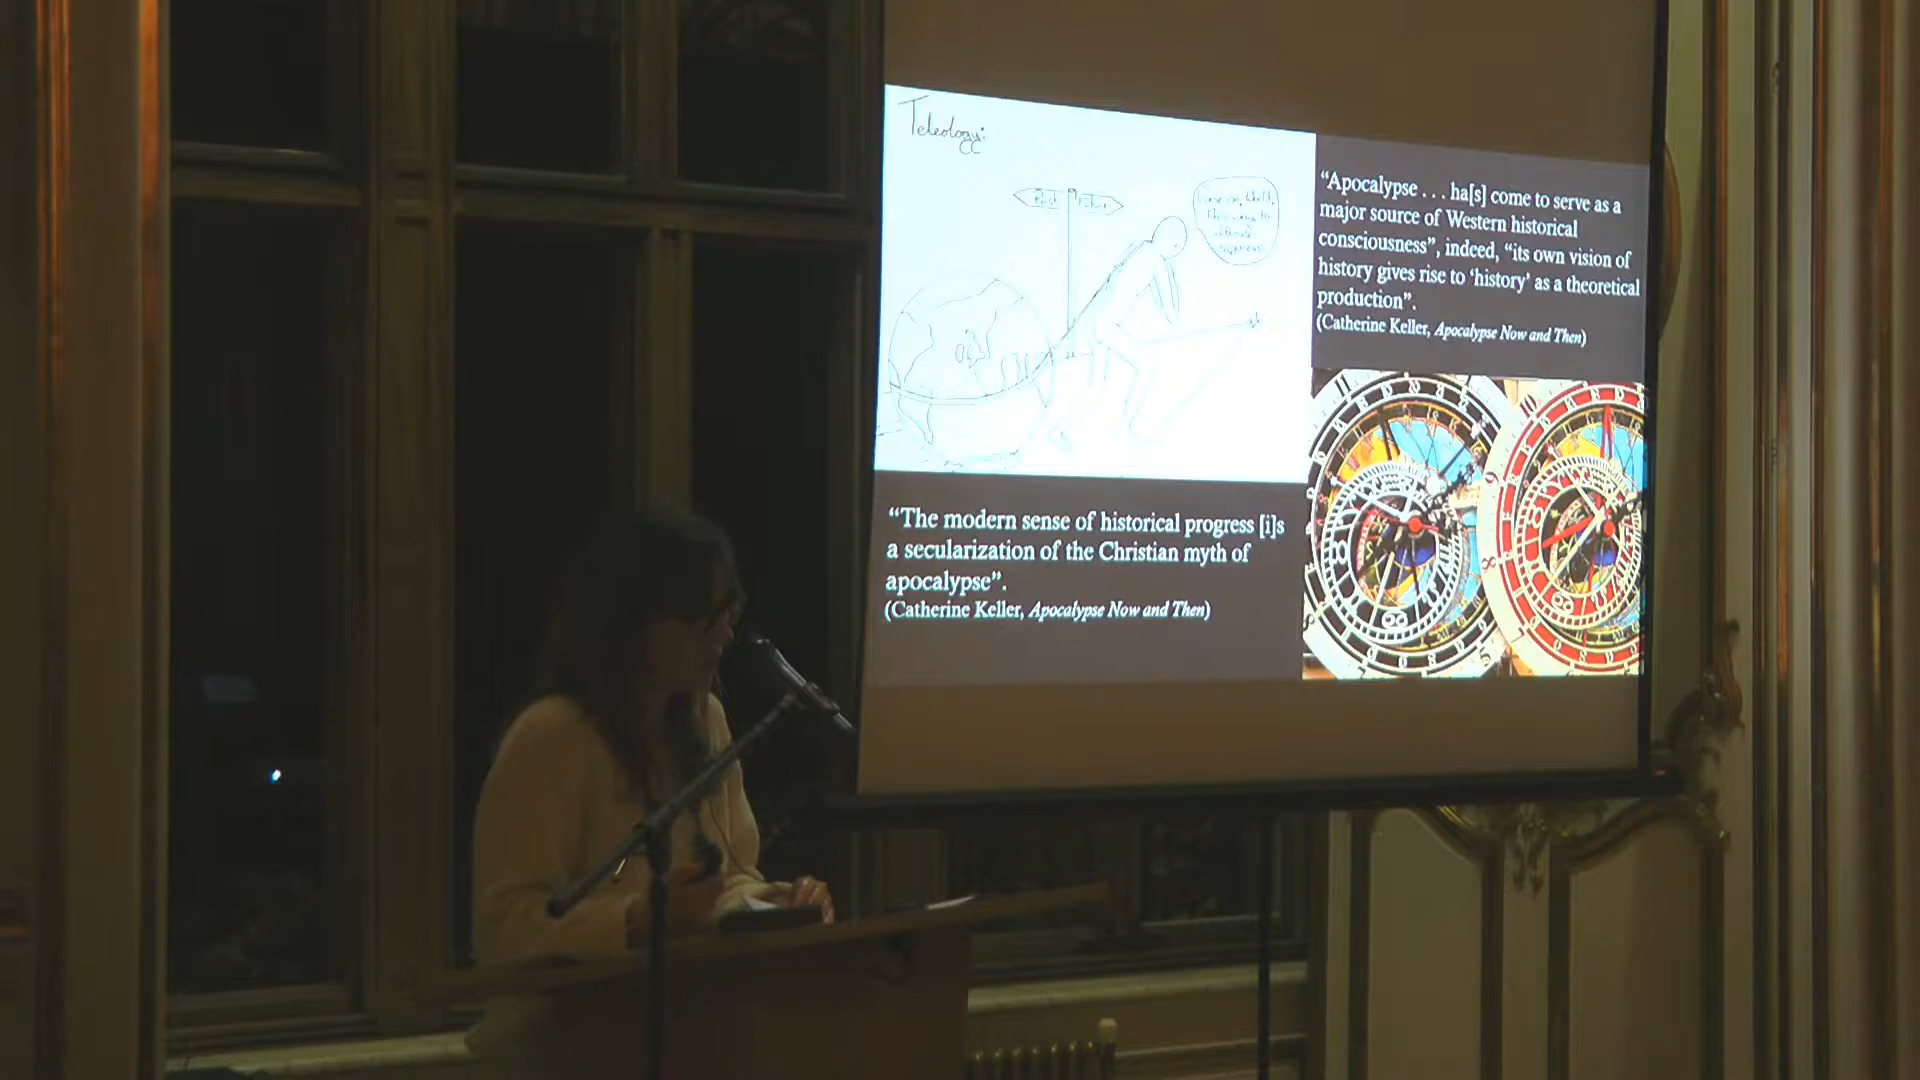 Teleology:
Past Future
“Apocalypse . . . ha[s] come to serve as a
major source of Western historical
consciousness”, indeed, “its own vision of
history gives rise to ‘history’ as a theoretical
production”.
(Catherine Keller, Apocalypse Now and Then)
“The modern sense of historical progress [i]s
a secularization of the Christian myth of
apocalypse”.
(Catherine Keller, Apocalypse Now and Then)